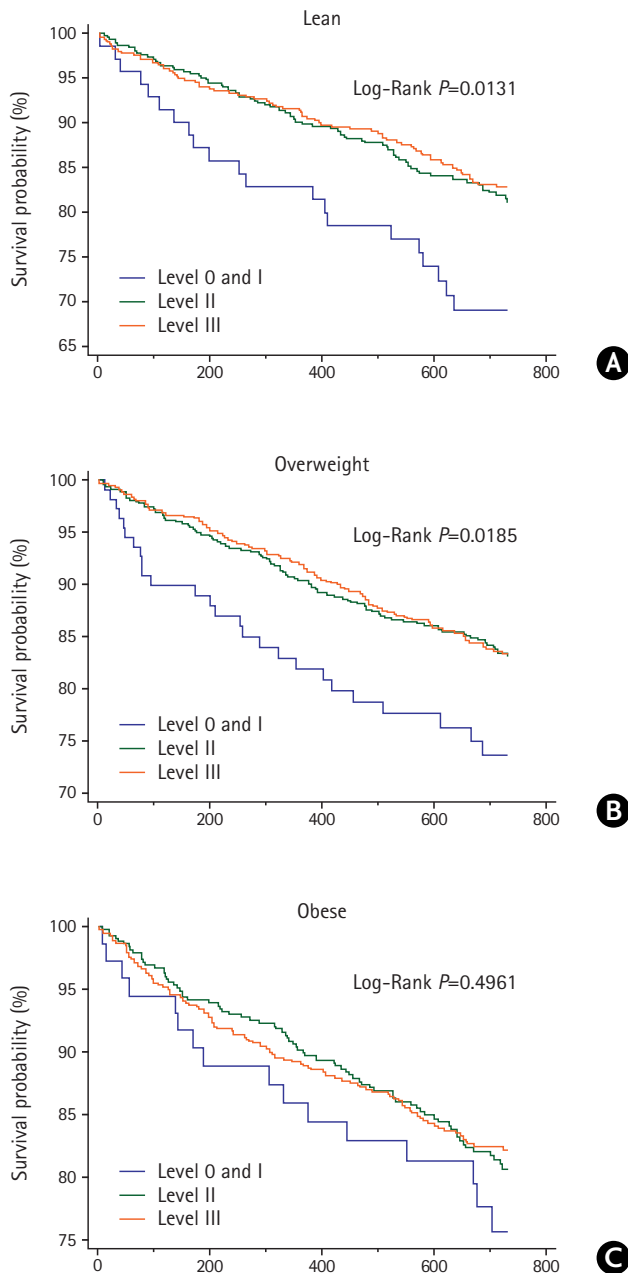 Lean
Survival probability (%)
100
95
90
85
80
75
70
65
Log-Rank P=0.0131
Level 0 and I
Level II
Level III
0 200 400 600 800
A
Overweight
Survival probability (%)
100
95
90
85
80
75
70
Log-Rank P=0.0185
Level 0 and I
Level II
Level III
0 200 400 600 800
B
Obese
Survival probability (%)
100
95
90
85
80
75
Log-Rank P=0.4961
Level 0 and I
Level II
Level III
0 200 400 600 800
C